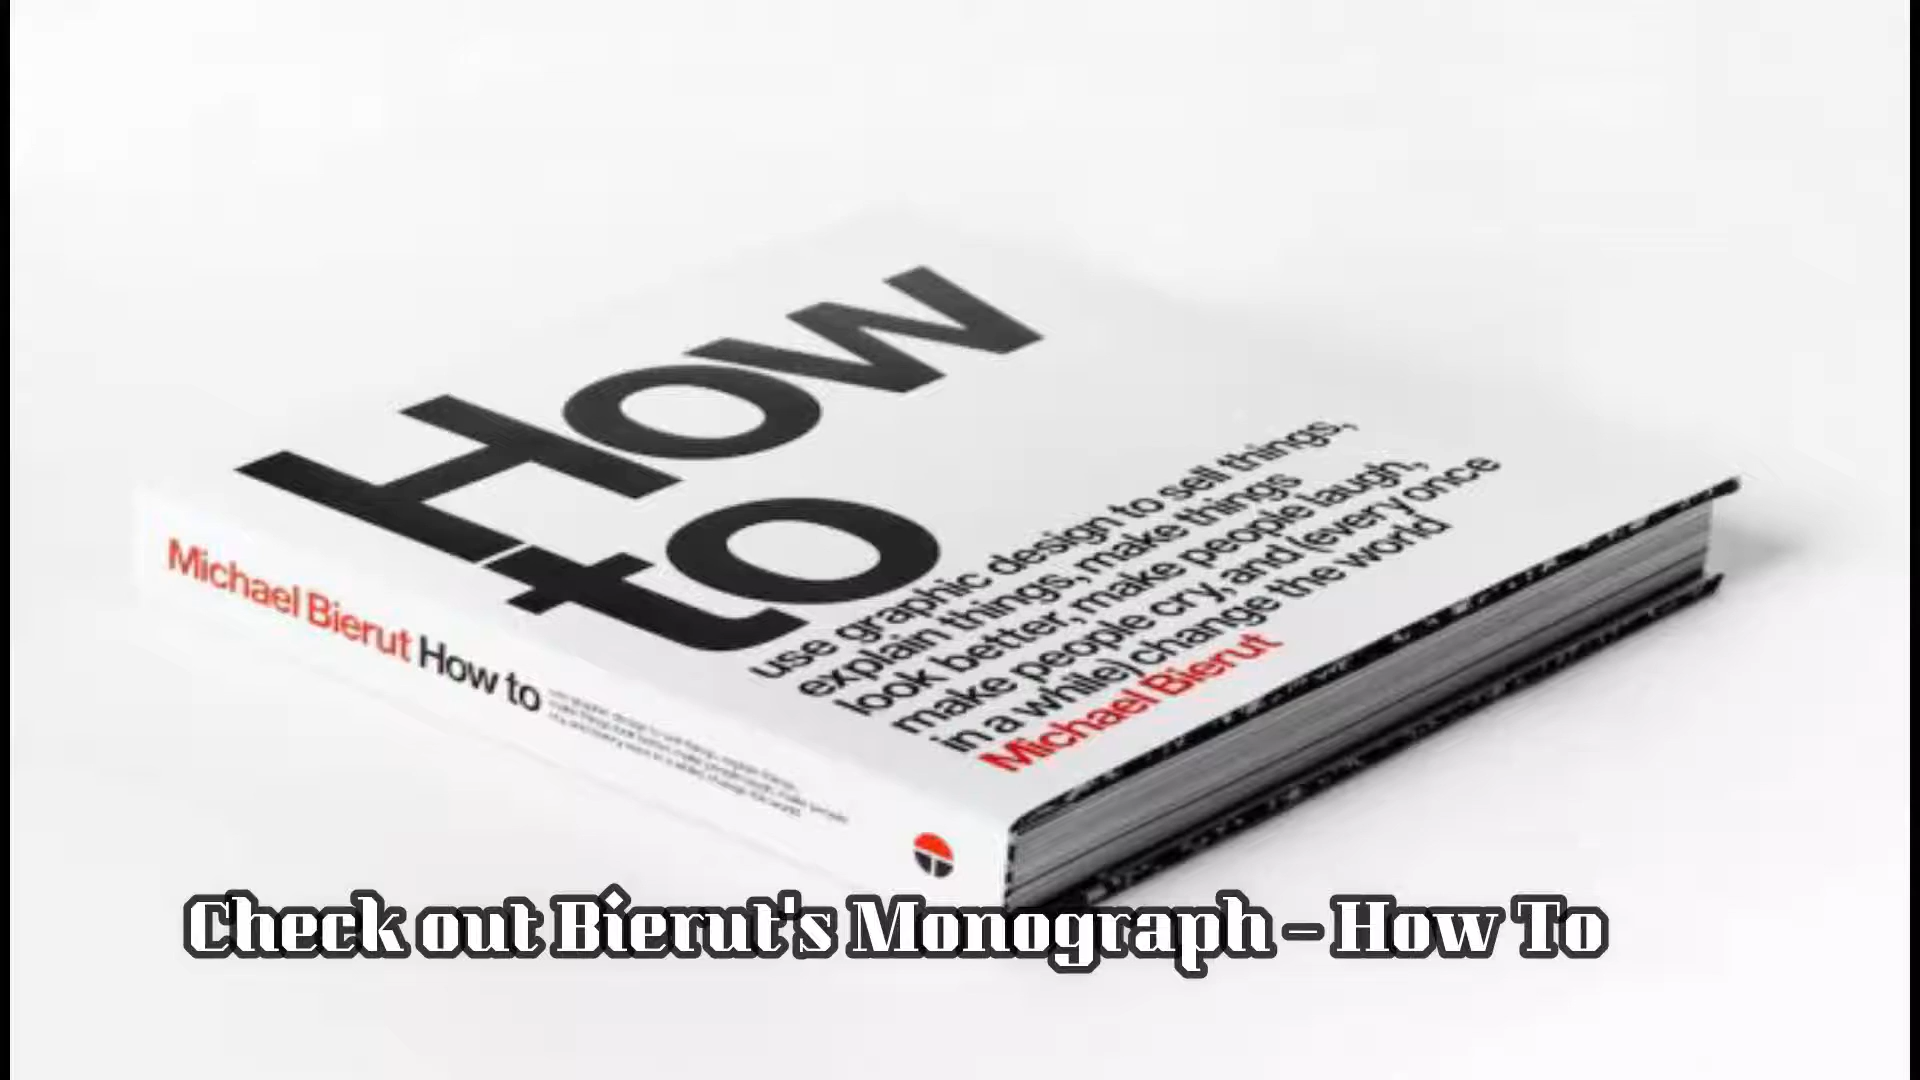 How
to
use graphic design to sell things,
explain things, make things
look better, make people laugh,
make people cry, and (every once
in a while) change the world
Michael Bierut
Michael Bierut How to
Check out Bierut's Monograph - How To